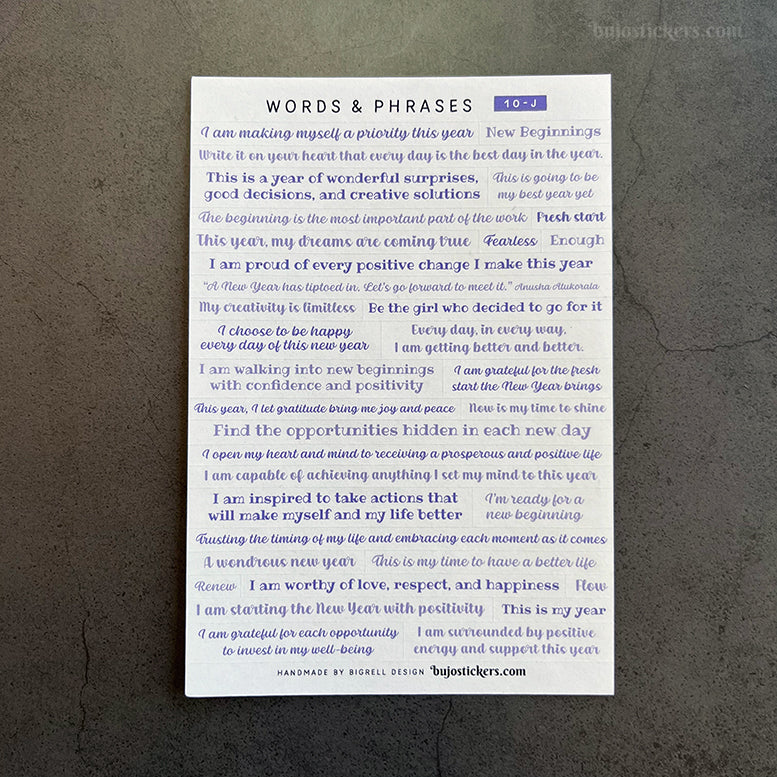 bujostickers.com
WORDS & PHRASES 10-J
I am making myself a priority this year New Beginnings
Write it on your heart that every day is the best day in the year.
This is a year of wonderful surprises,
good decisions, and creative solutions
This is going to be
my best year yet
The beginning is the most important part of the work Fresh start
This year, my dreams are coming true Fearless Enough
I am proud of every positive change I make this year
"A New Year has tiptoed in. Let's go forward to meet it." Anusha Atukorala
My creativity is limitless Be the girl who decided to go for it
I choose to be happy
every day of this new year
Every day, in every way,
I am getting better and better.
I am walking into new beginnings
with confidence and positivity
I am grateful for the fresh
start the New Year brings
This year, I let gratitude bring me joy and peace Now is my time to shine
Find the opportunities hidden in each new day
I open my heart and mind to receiving a prosperous and positive life
I am capable of achieving anything I set my mind to this year
I am inspired to take actions that
will make myself and my life better
I'm ready for a
new beginning
Trusting the timing of my life and embracing each moment as it comes
A wondrous new year This is my time to have a better life
Renew I am worthy of love, respect, and happiness Flow
I am starting the New Year with positivity This is my year
I am grateful for each opportunity
to invest in my well-being
I am surrounded by positive
energy and support this year
HANDMADE BY BIGRELL DESIGN bujostickers.com